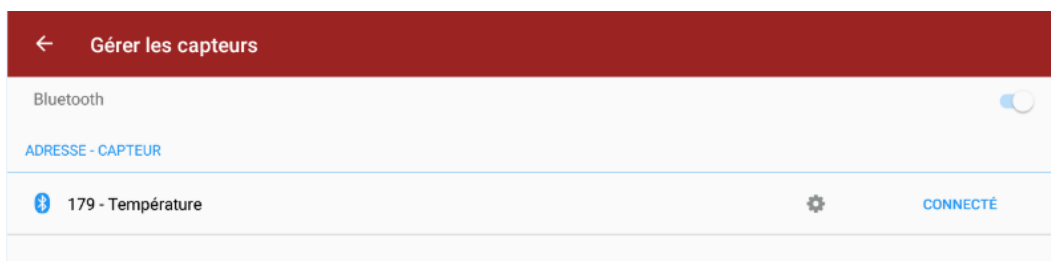 Gérer les capteurs
Bluetooth
ADRESSE - CAPTEUR
179 - Température CONNECTÉ